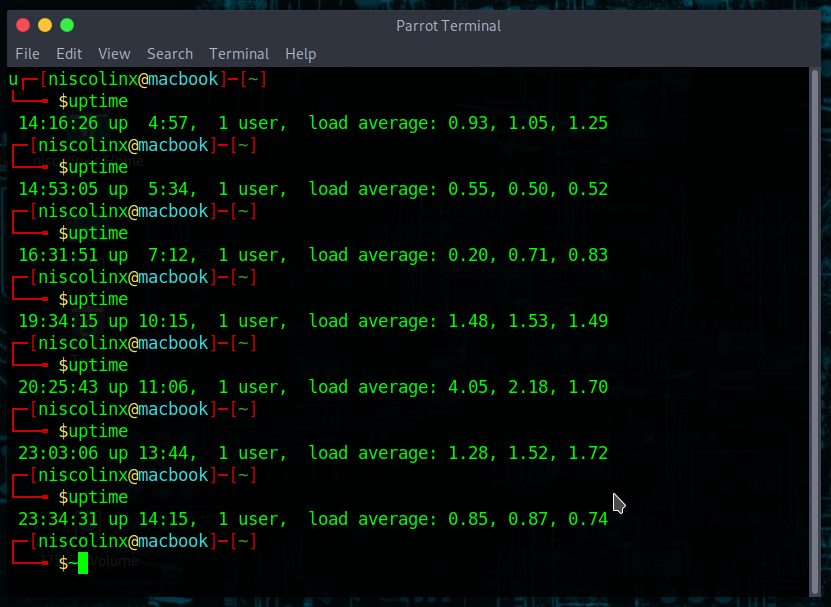 Parrot Terminal
File Edit View Search Terminal Help
u┌─[niscolinx@macbook]─[~]
└──╼ $uptime
 14:16:26 up  4:57,  1 user,  load average: 0.93, 1.05, 1.25
┌─[niscolinx@macbook]─[~]
└──╼ $uptime
 14:53:05 up  5:34,  1 user,  load average: 0.55, 0.50, 0.52
┌─[niscolinx@macbook]─[~]
└──╼ $uptime
 16:31:51 up  7:12,  1 user,  load average: 0.20, 0.71, 0.83
┌─[niscolinx@macbook]─[~]
└──╼ $uptime
 19:34:15 up 10:15,  1 user,  load average: 1.48, 1.53, 1.49
┌─[niscolinx@macbook]─[~]
└──╼ $uptime
 20:25:43 up 11:06,  1 user,  load average: 4.05, 2.18, 1.70
┌─[niscolinx@macbook]─[~]
└──╼ $uptime
 23:03:06 up 13:44,  1 user,  load average: 1.28, 1.52, 1.72
┌─[niscolinx@macbook]─[~]
└──╼ $uptime
 23:34:31 up 14:15,  1 user,  load average: 0.85, 0.87, 0.74
┌─[niscolinx@macbook]─[~]
└──╼ $~